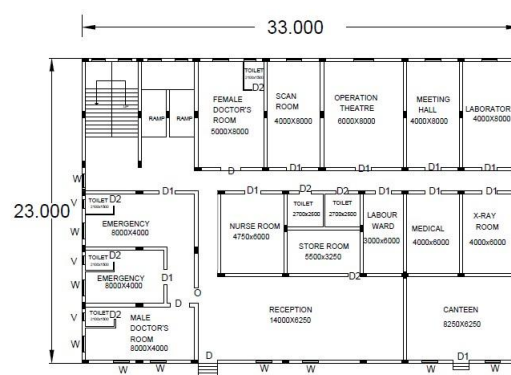 33.000
23.000
TOILET
D2
FEMALE
DOCTOR'S
ROOM
5000X8000
SCAN
ROOM
4000X8000
OPERATION
THEATRE
6000X8000
MEETING
HALL
4000X8000
LABORATOR
4000X8000
RAMP
RAMP
D
D1
D1
D1
D1
W
D1
D1
D2
D2
D1
D1
D1
V
TOILET
D2
W
EMERGENCY
8000X4000
NURSE ROOM
4750x6000
TOILET
2700x2500
TOILET
2700x2500
STORE ROOM
5500x3250
LABOUR
WARD
3000x6000
MEDICAL
4000x6000
X-RAY
ROOM
4000x6000
V
TOILET
D2
W
EMERGENCY
8000X4000
D1
D2
O
D
V
TOILET
D2
W
MALE
DOCTOR'S
ROOM
8000X4000
RECEPTION
14000X6250
CANTEEN
8250X6250
D
D1
W
W
W
W
W
W